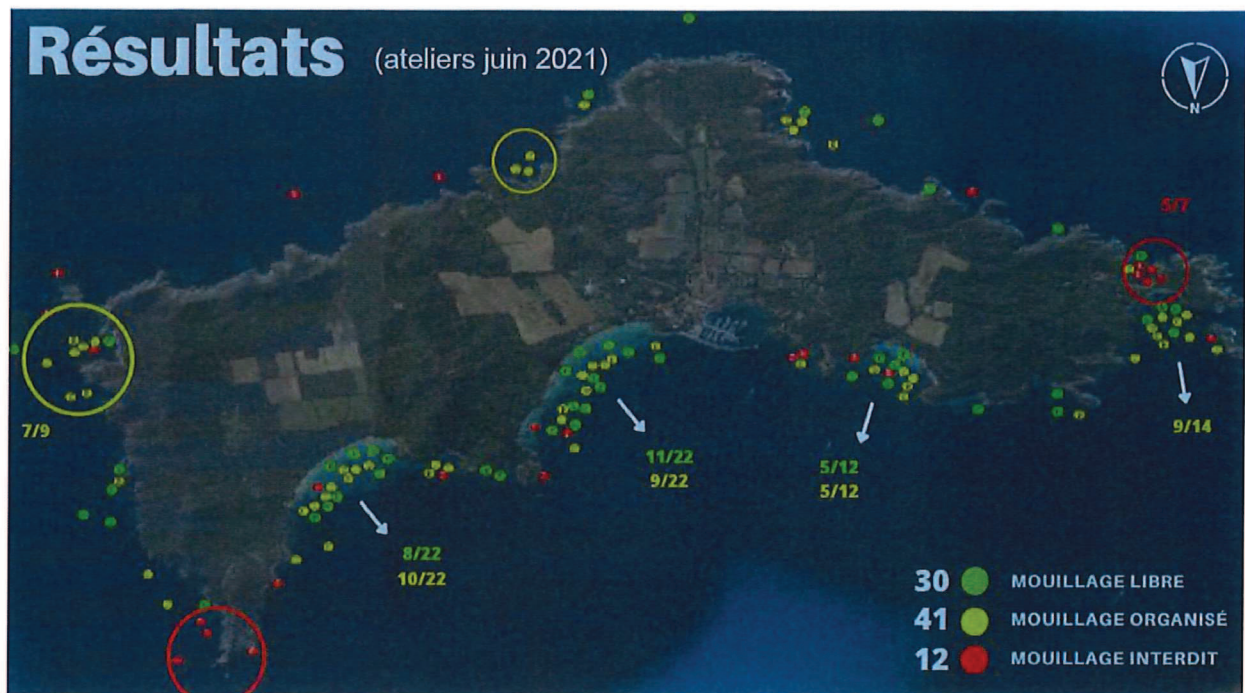 Résultats (ateliers juin 2021)
N
5/7
7/9
9/14
11/22
9/22
5/12
5/12
8/22
10/22
30 MOUILLAGE LIBRE
41 MOUILLAGE ORGANISÉ
12 MOUILLAGE INTERDIT